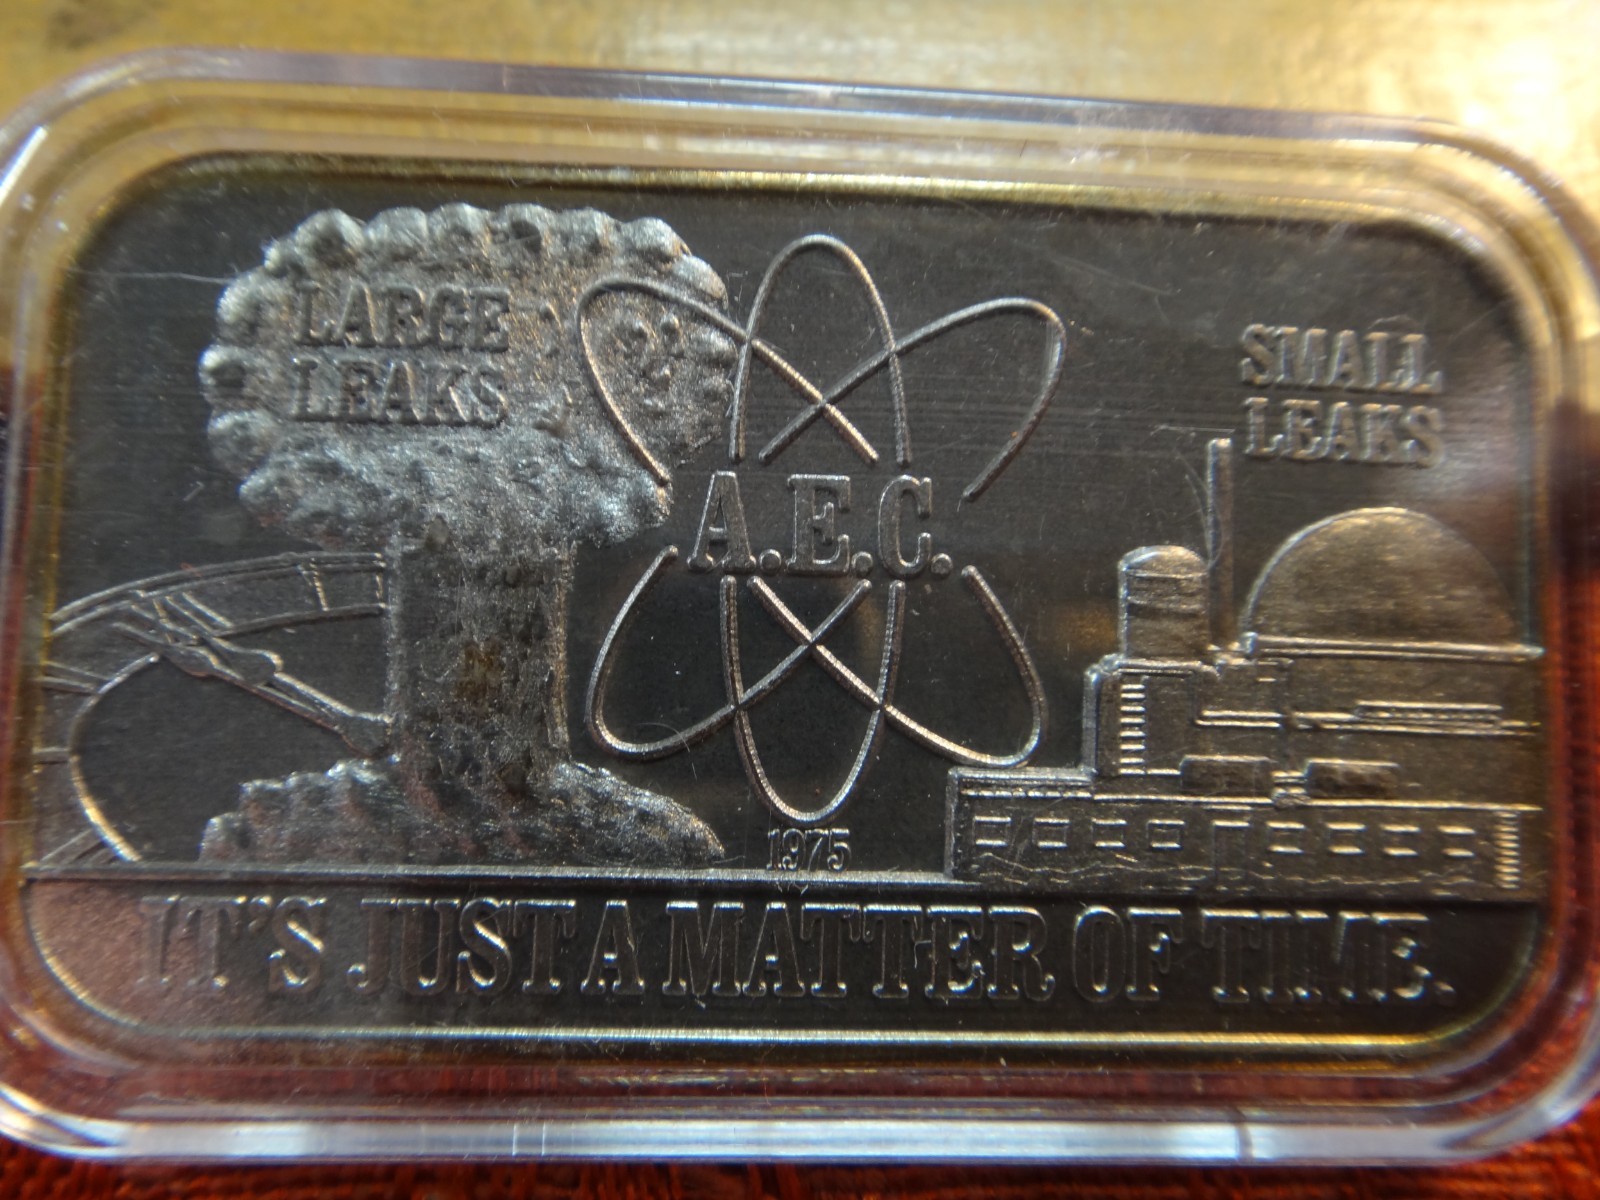 LARGE
LEAKS
SMALL
LEAKS
A.E.C.
1975
IT'S JUST A MATTER OF TIME.